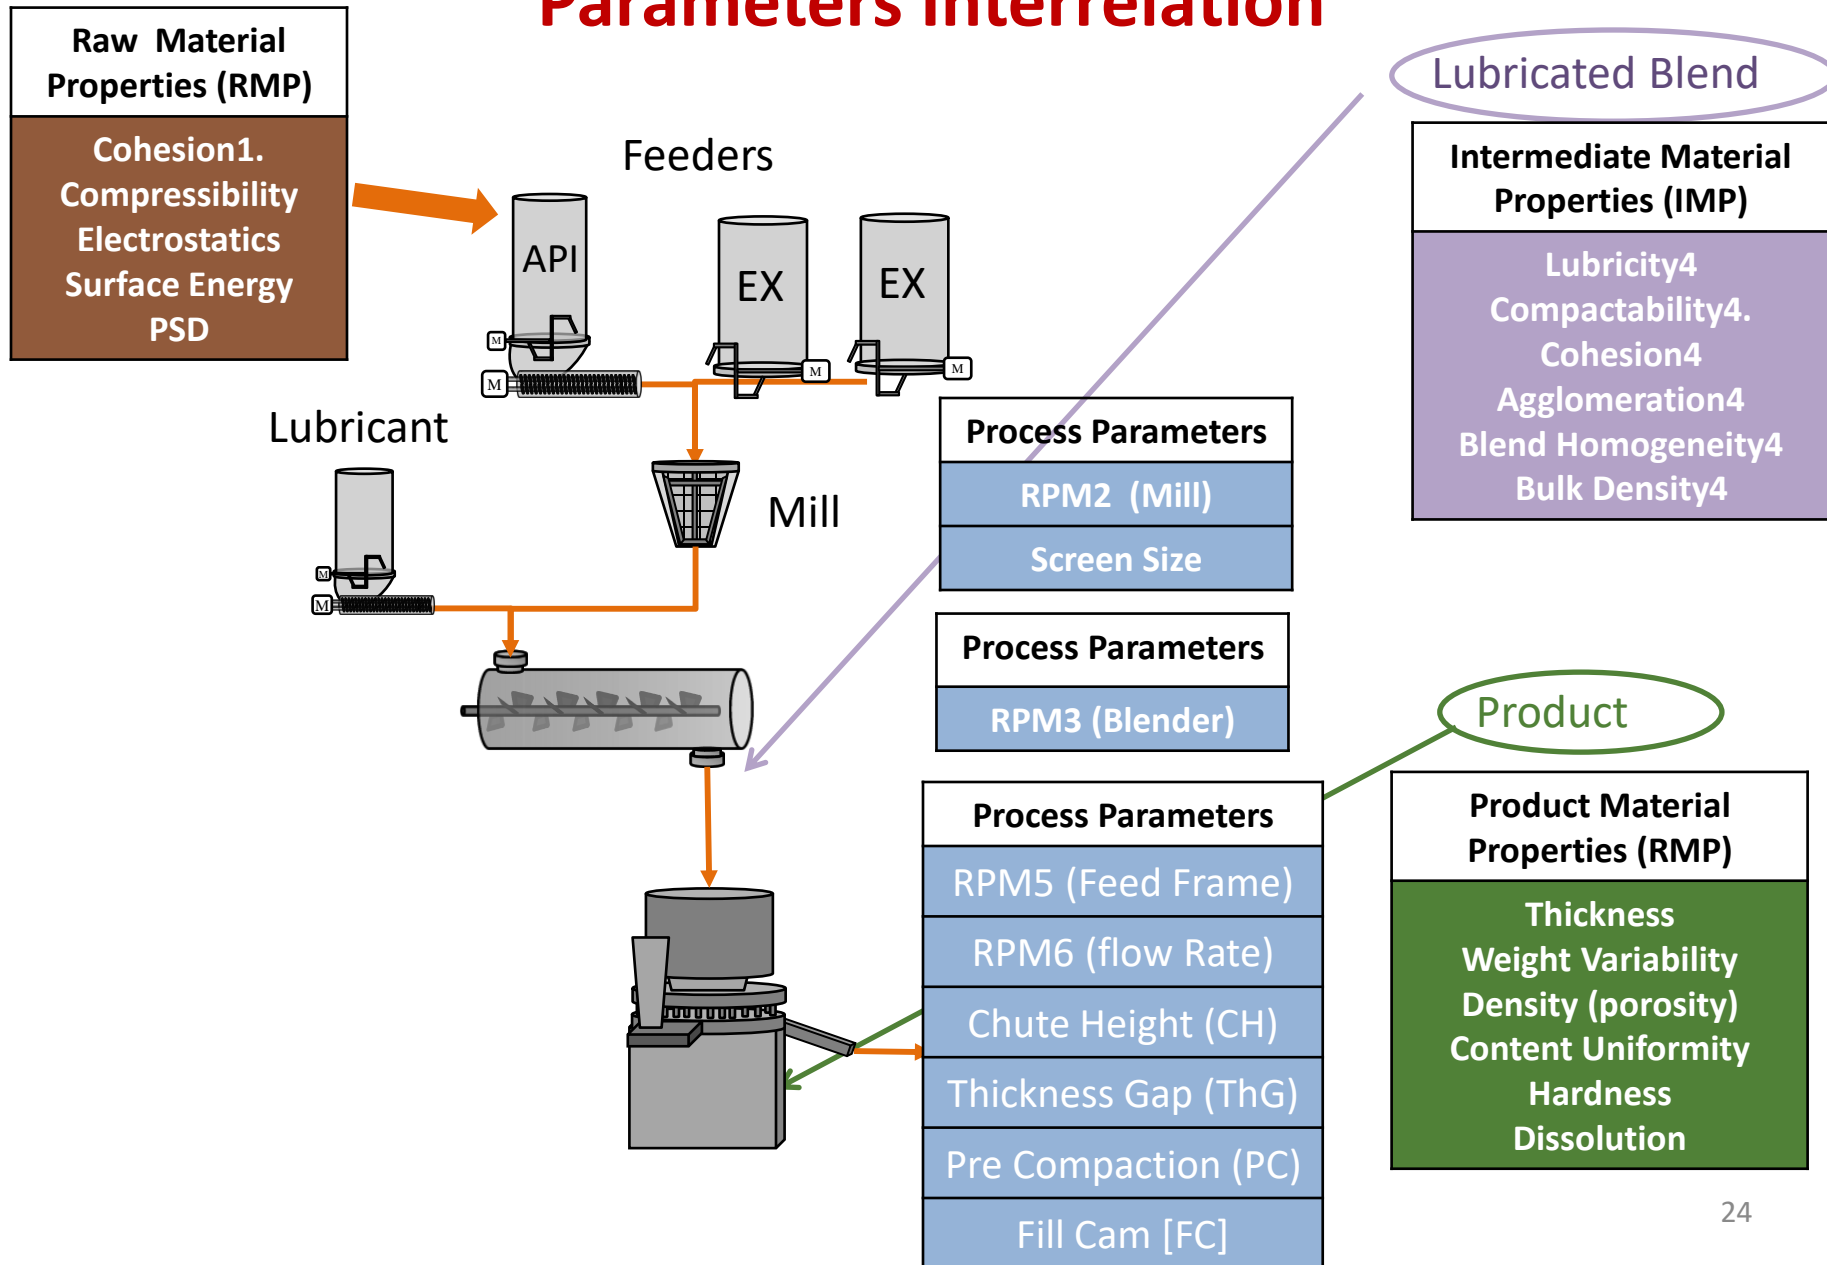 Parameters Interrelation
Raw Material
Properties (RMP)
Cohesion1.
Compressibility
Electrostatics
Surface Energy
PSD
Feeders
API
EX
EX
M
M
M
M
Lubricant
M
M
Mill
Lubricated Blend
Intermediate Material
Properties (IMP)
Lubricity4
Compactability4.
Cohesion4
Agglomeration4
Blend Homogeneity4
Bulk Density4
Process Parameters
RPM2 (Mill)
Screen Size
Process Parameters
RPM3 (Blender)
Process Parameters
RPM5 (Feed Frame)
RPM6 (flow Rate)
Chute Height (CH)
Thickness Gap (ThG)
Pre Compaction (PC)
Fill Cam [FC]
Product
Product Material
Properties (RMP)
Thickness
Weight Variability
Density (porosity)
Content Uniformity
Hardness
Dissolution
24